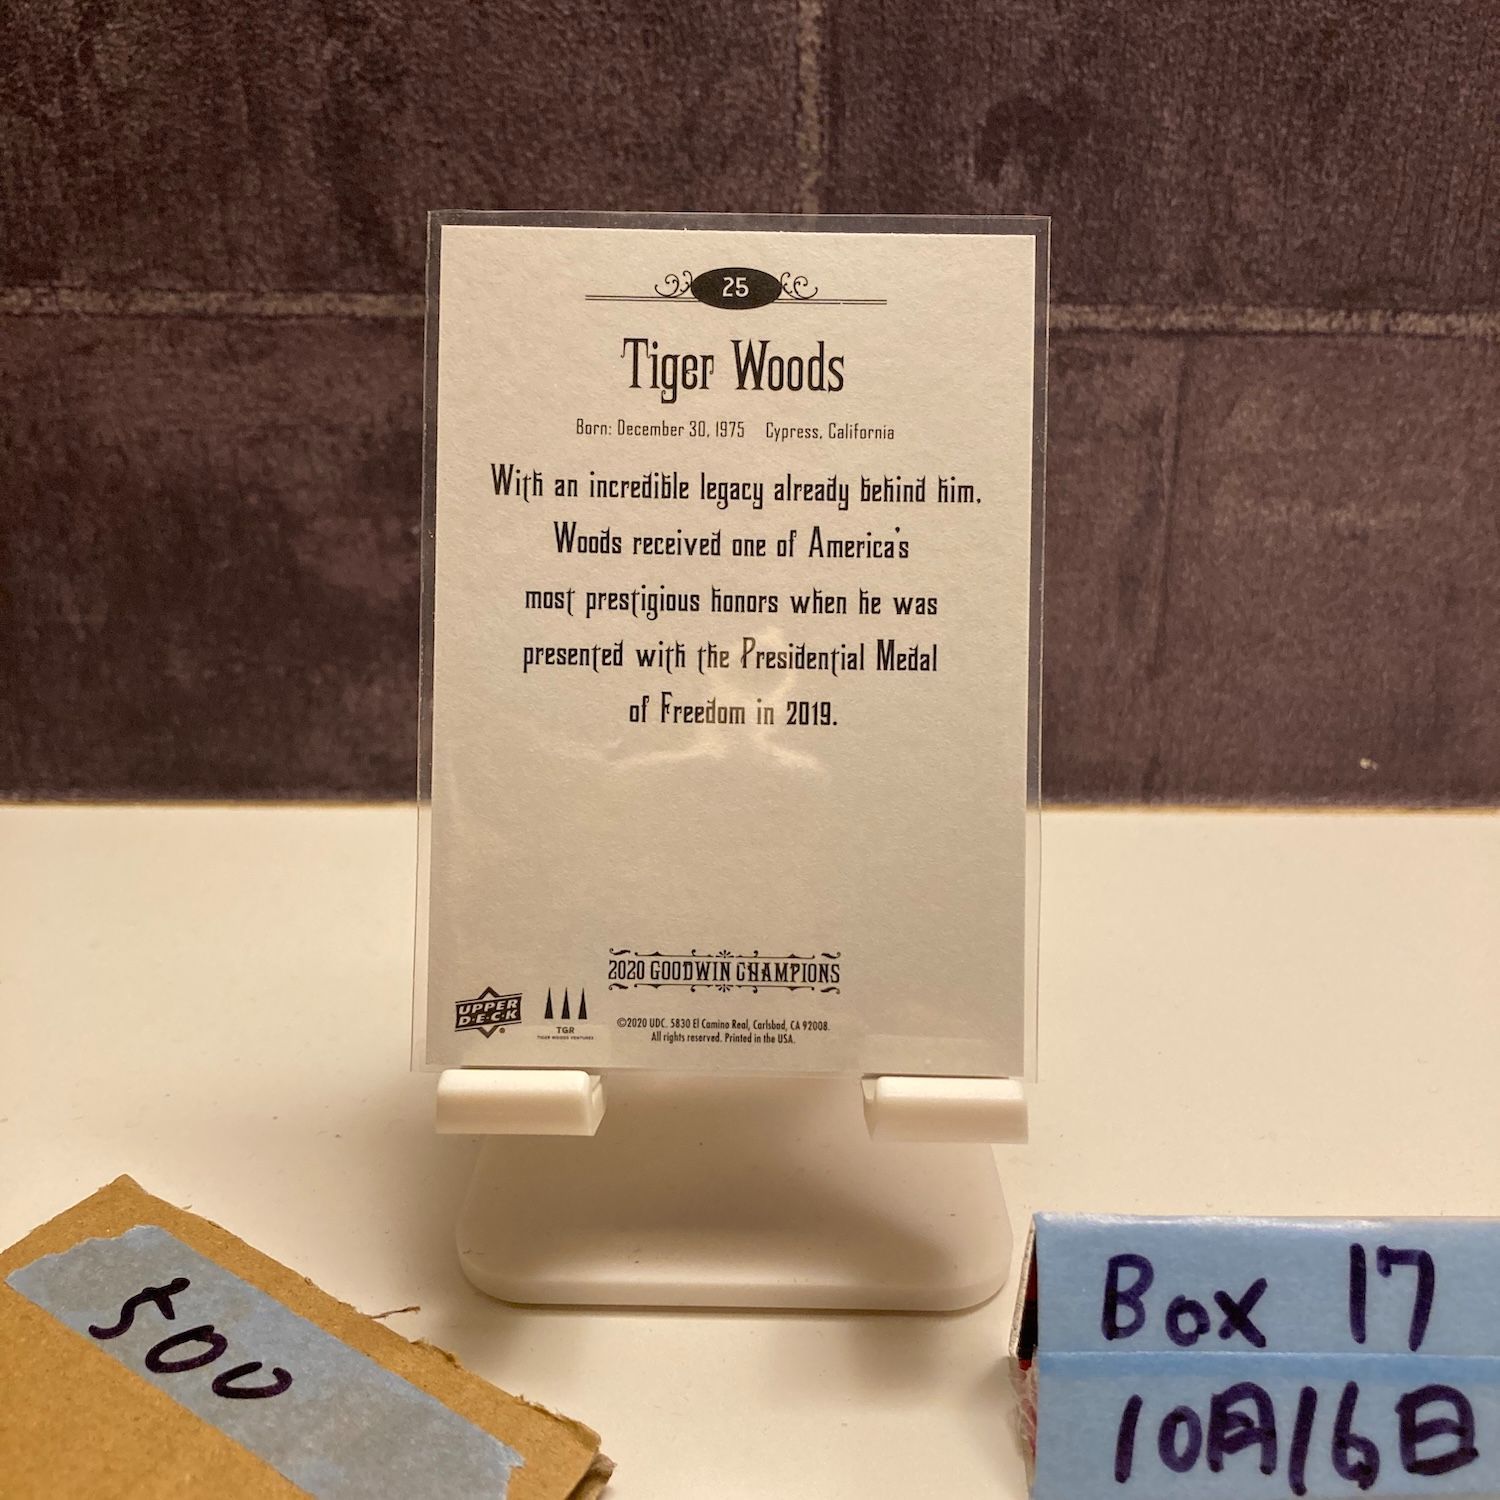 25
Tiger Woods
Born: December 30, 1975 Cypress, California
With an incredible legacy already behind him,
Woods received one of America's
most prestigious honors when he was
presented with the Presidential Medal
of Freedom in 2019.
2020 GOODWIN CHAMPIONS
UPPER
D·E·C·K
®
TGR
TIGER WOODS VENTURES
©2020 UDC. 5830 El Camino Real, Carlsbad, CA 92008.
All rights reserved. Printed in the USA.
500
Box 17
10月16日